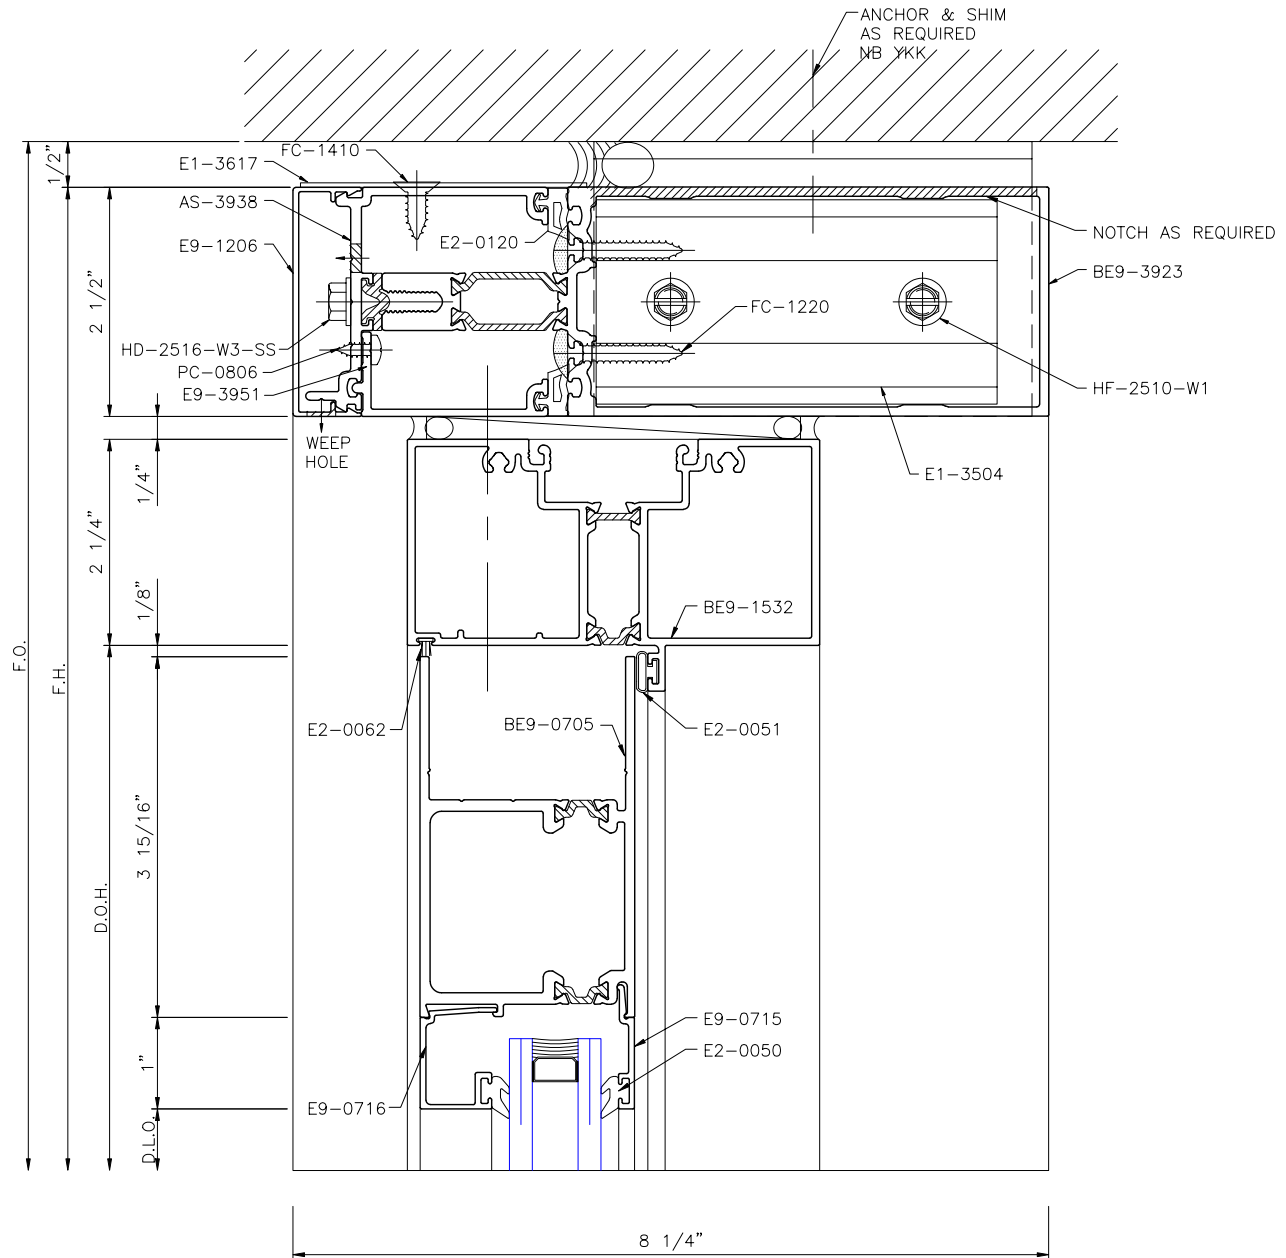 ANCHOR & SHIM
AS REQUIRED
NB YKK
1/2"
FC-1410
E1-3617
AS-3938
E9-1206
E2-0120
NOTCH AS REQUIRED
BE9-3923
2 1/2"
FC-1220
HD-2516-W3-SS
PC-0806
E9-3951
HF-2510-W1
WEEP
HOLE
E1-3504
1/4"
2 1/4"
1/8"
BE9-1532
F.O.
F.H.
E2-0062
BE9-0705
E2-0051
3 15/16"
D.O.H.
E9-0715
E2-0050
1"
E9-0716
D.L.O.
8 1/4"